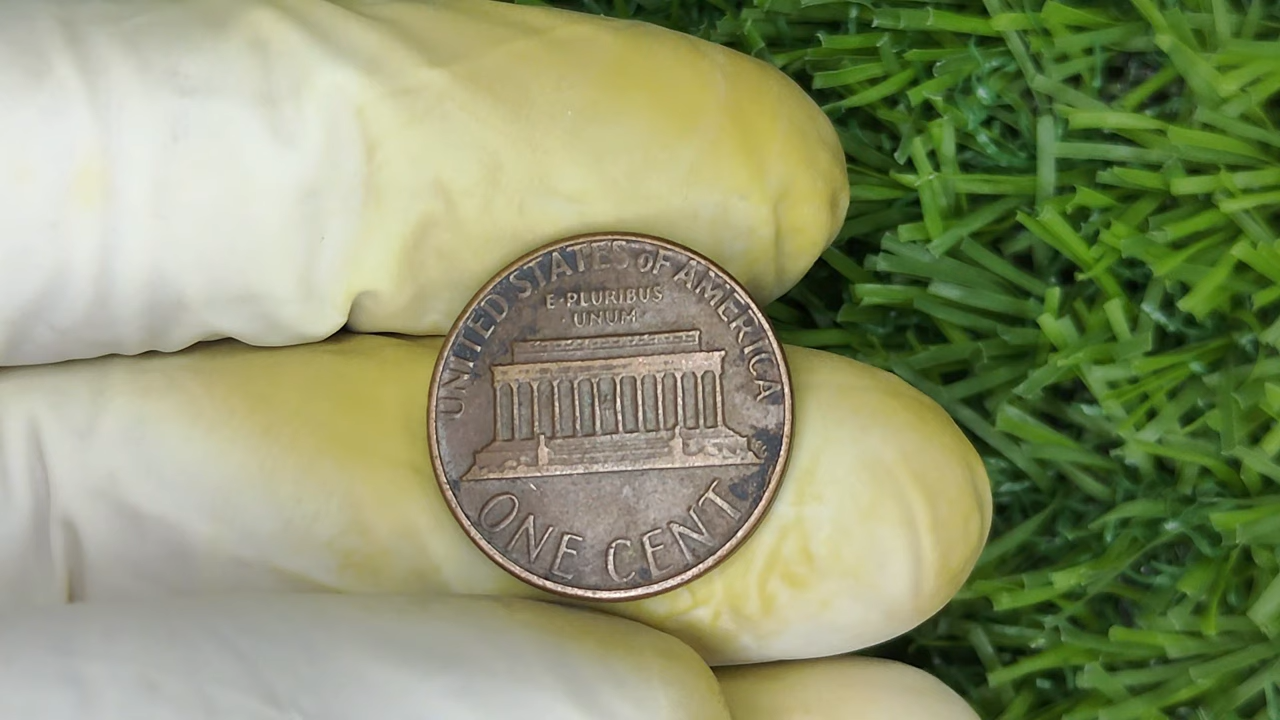 UNITED STATES oF AMERICA
E·PLURIBUS
·UNUM·
ONE CENT